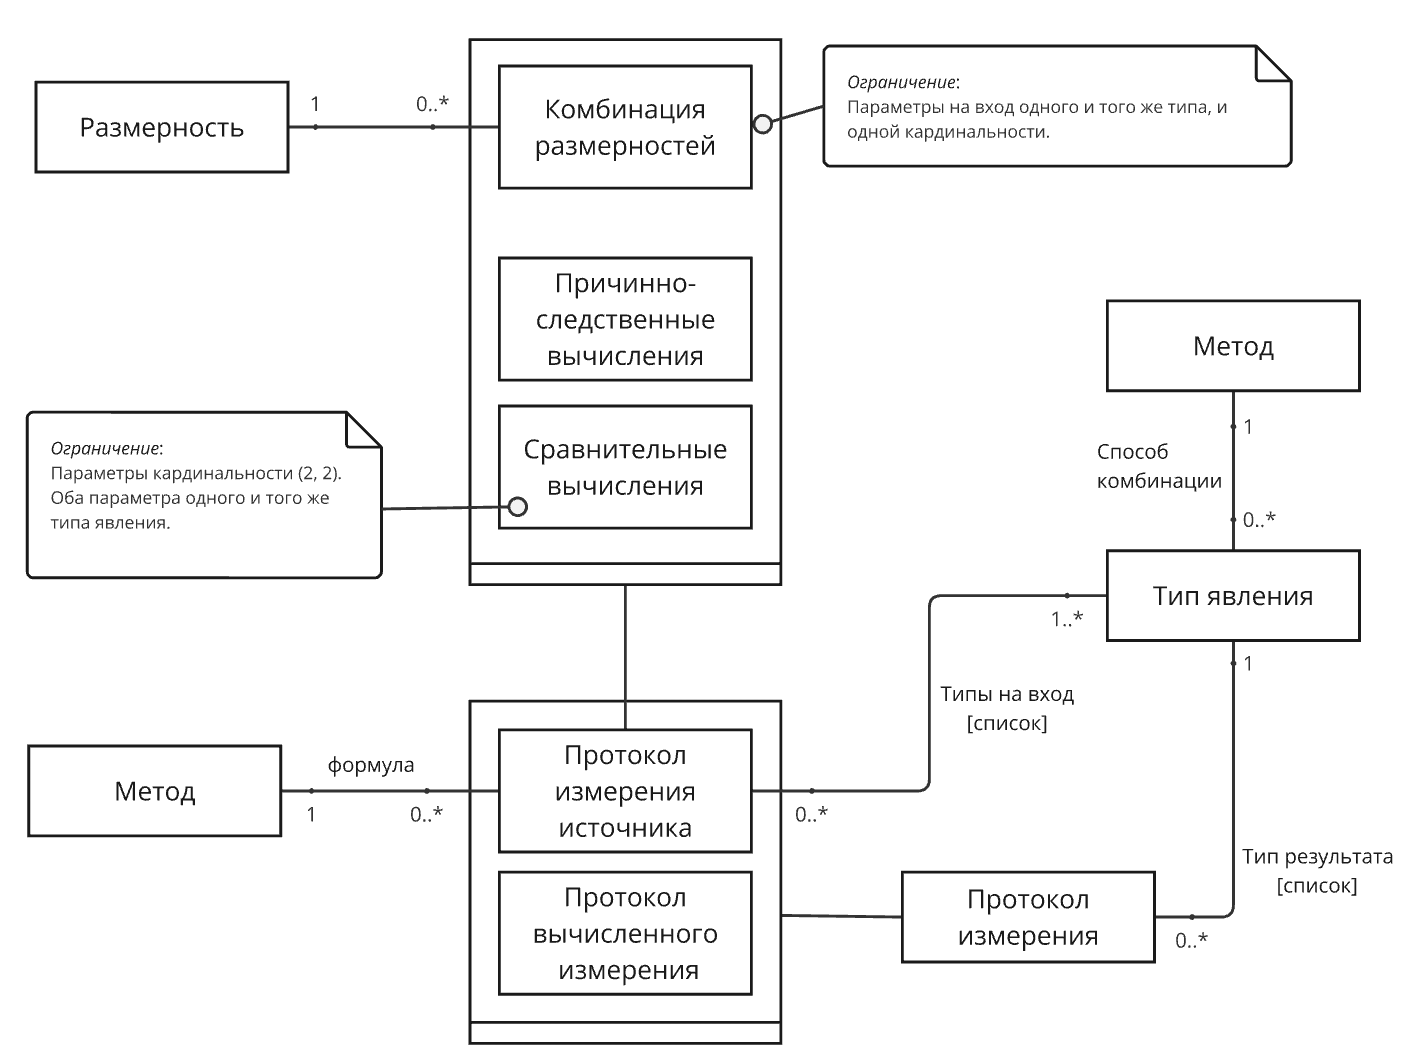 Размерность
1
0..*
Комбинация
размерностей
Ограничение:
Параметры на вход одного и того же типа, и
одной кардинальности.
Причинно-
следственные
вычисления
Сравнительные
вычисления
Ограничение:
Параметры кардинальности (2, 2).
Оба параметра одного и того же
типа явления.
Метод
1
Способ
комбинации
0..*
Тип явления
1..*
1
Типы на вход
[список]
Метод
формула
1
0..*
Протокол
измерения
источника
0..*
Протокол
вычисленного
измерения
Протокол
измерения
0..*
Тип результата
[список]